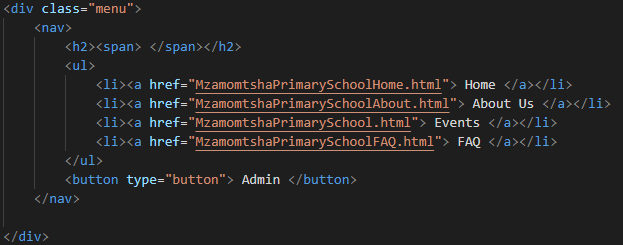 <div class="menu">
<nav>
<h2><span> </span></h2>
<ul>
<li><a href="MzamomtshaPrimarySchoolHome.html"> Home </a></li>
<li><a href="MzamomtshaPrimarySchoolAbout.html"> About Us </a></li>
<li><a href="MzamomtshaPrimarySchool.html"> Events </a></li>
<li><a href="MzamomtshaPrimarySchoolFAQ.html"> FAQ </a></li>
</ul>
<button type="button"> Admin </button>
</nav>
</div>